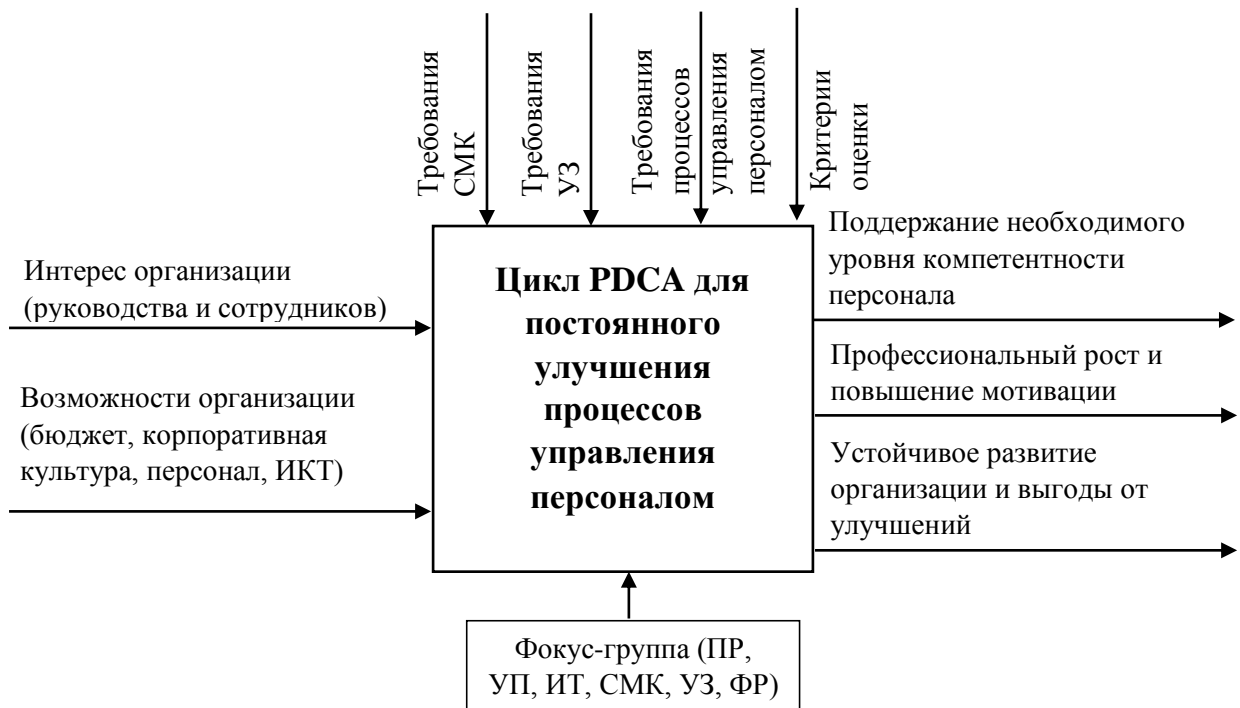 Требования
СМК
Требования
УЗ
Требования
процессов
управления
персоналом
Критерии
оценки
Интерес организации
(руководства и сотрудников)
Возможности организации
(бюджет, корпоративная
культура, персонал, ИКТ)
Цикл PDCA для
постоянного
улучшения
процессов
управления
персоналом
Поддержание необходимого
уровня компетентности
персонала
Профессиональный рост и
повышение мотивации
Устойчивое развитие
организации и выгоды от
улучшений
Фокус-группа (ПР,
УП, ИТ, СМК, УЗ, ФР)